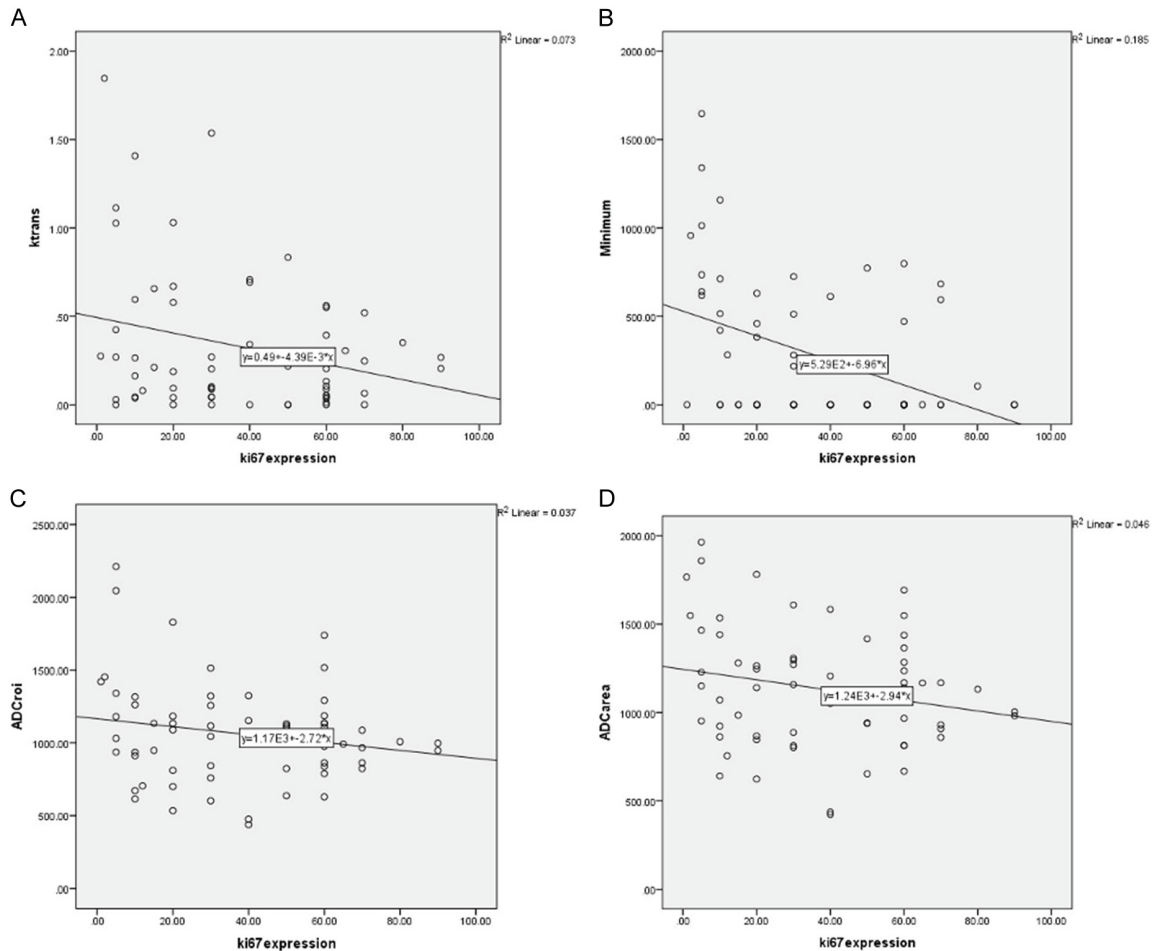 A
R² Linear = 0.073
2.00
1.50
1.00
.50
.00
ktrans
y=0.49+-4.39E-3*x
.00 20.00 40.00 60.00 80.00 100.00
ki67expression
B
R² Linear = 0.185
2000.00
1500.00
1000.00
500.00
.00
Minimum
y=5.29E2+-6.96*x
.00 20.00 40.00 60.00 80.00 100.00
ki67expression
C
R² Linear = 0.037
2500.00
2000.00
1500.00
1000.00
500.00
.00
ADCroi
y=1.17E3+-2.72*x
.00 20.00 40.00 60.00 80.00 100.00
ki67expression
D
R² Linear = 0.046
2000.00
1500.00
1000.00
500.00
.00
ADCarea
y=1.24E3+-2.94*x
.00 20.00 40.00 60.00 80.00 100.00
ki67expression